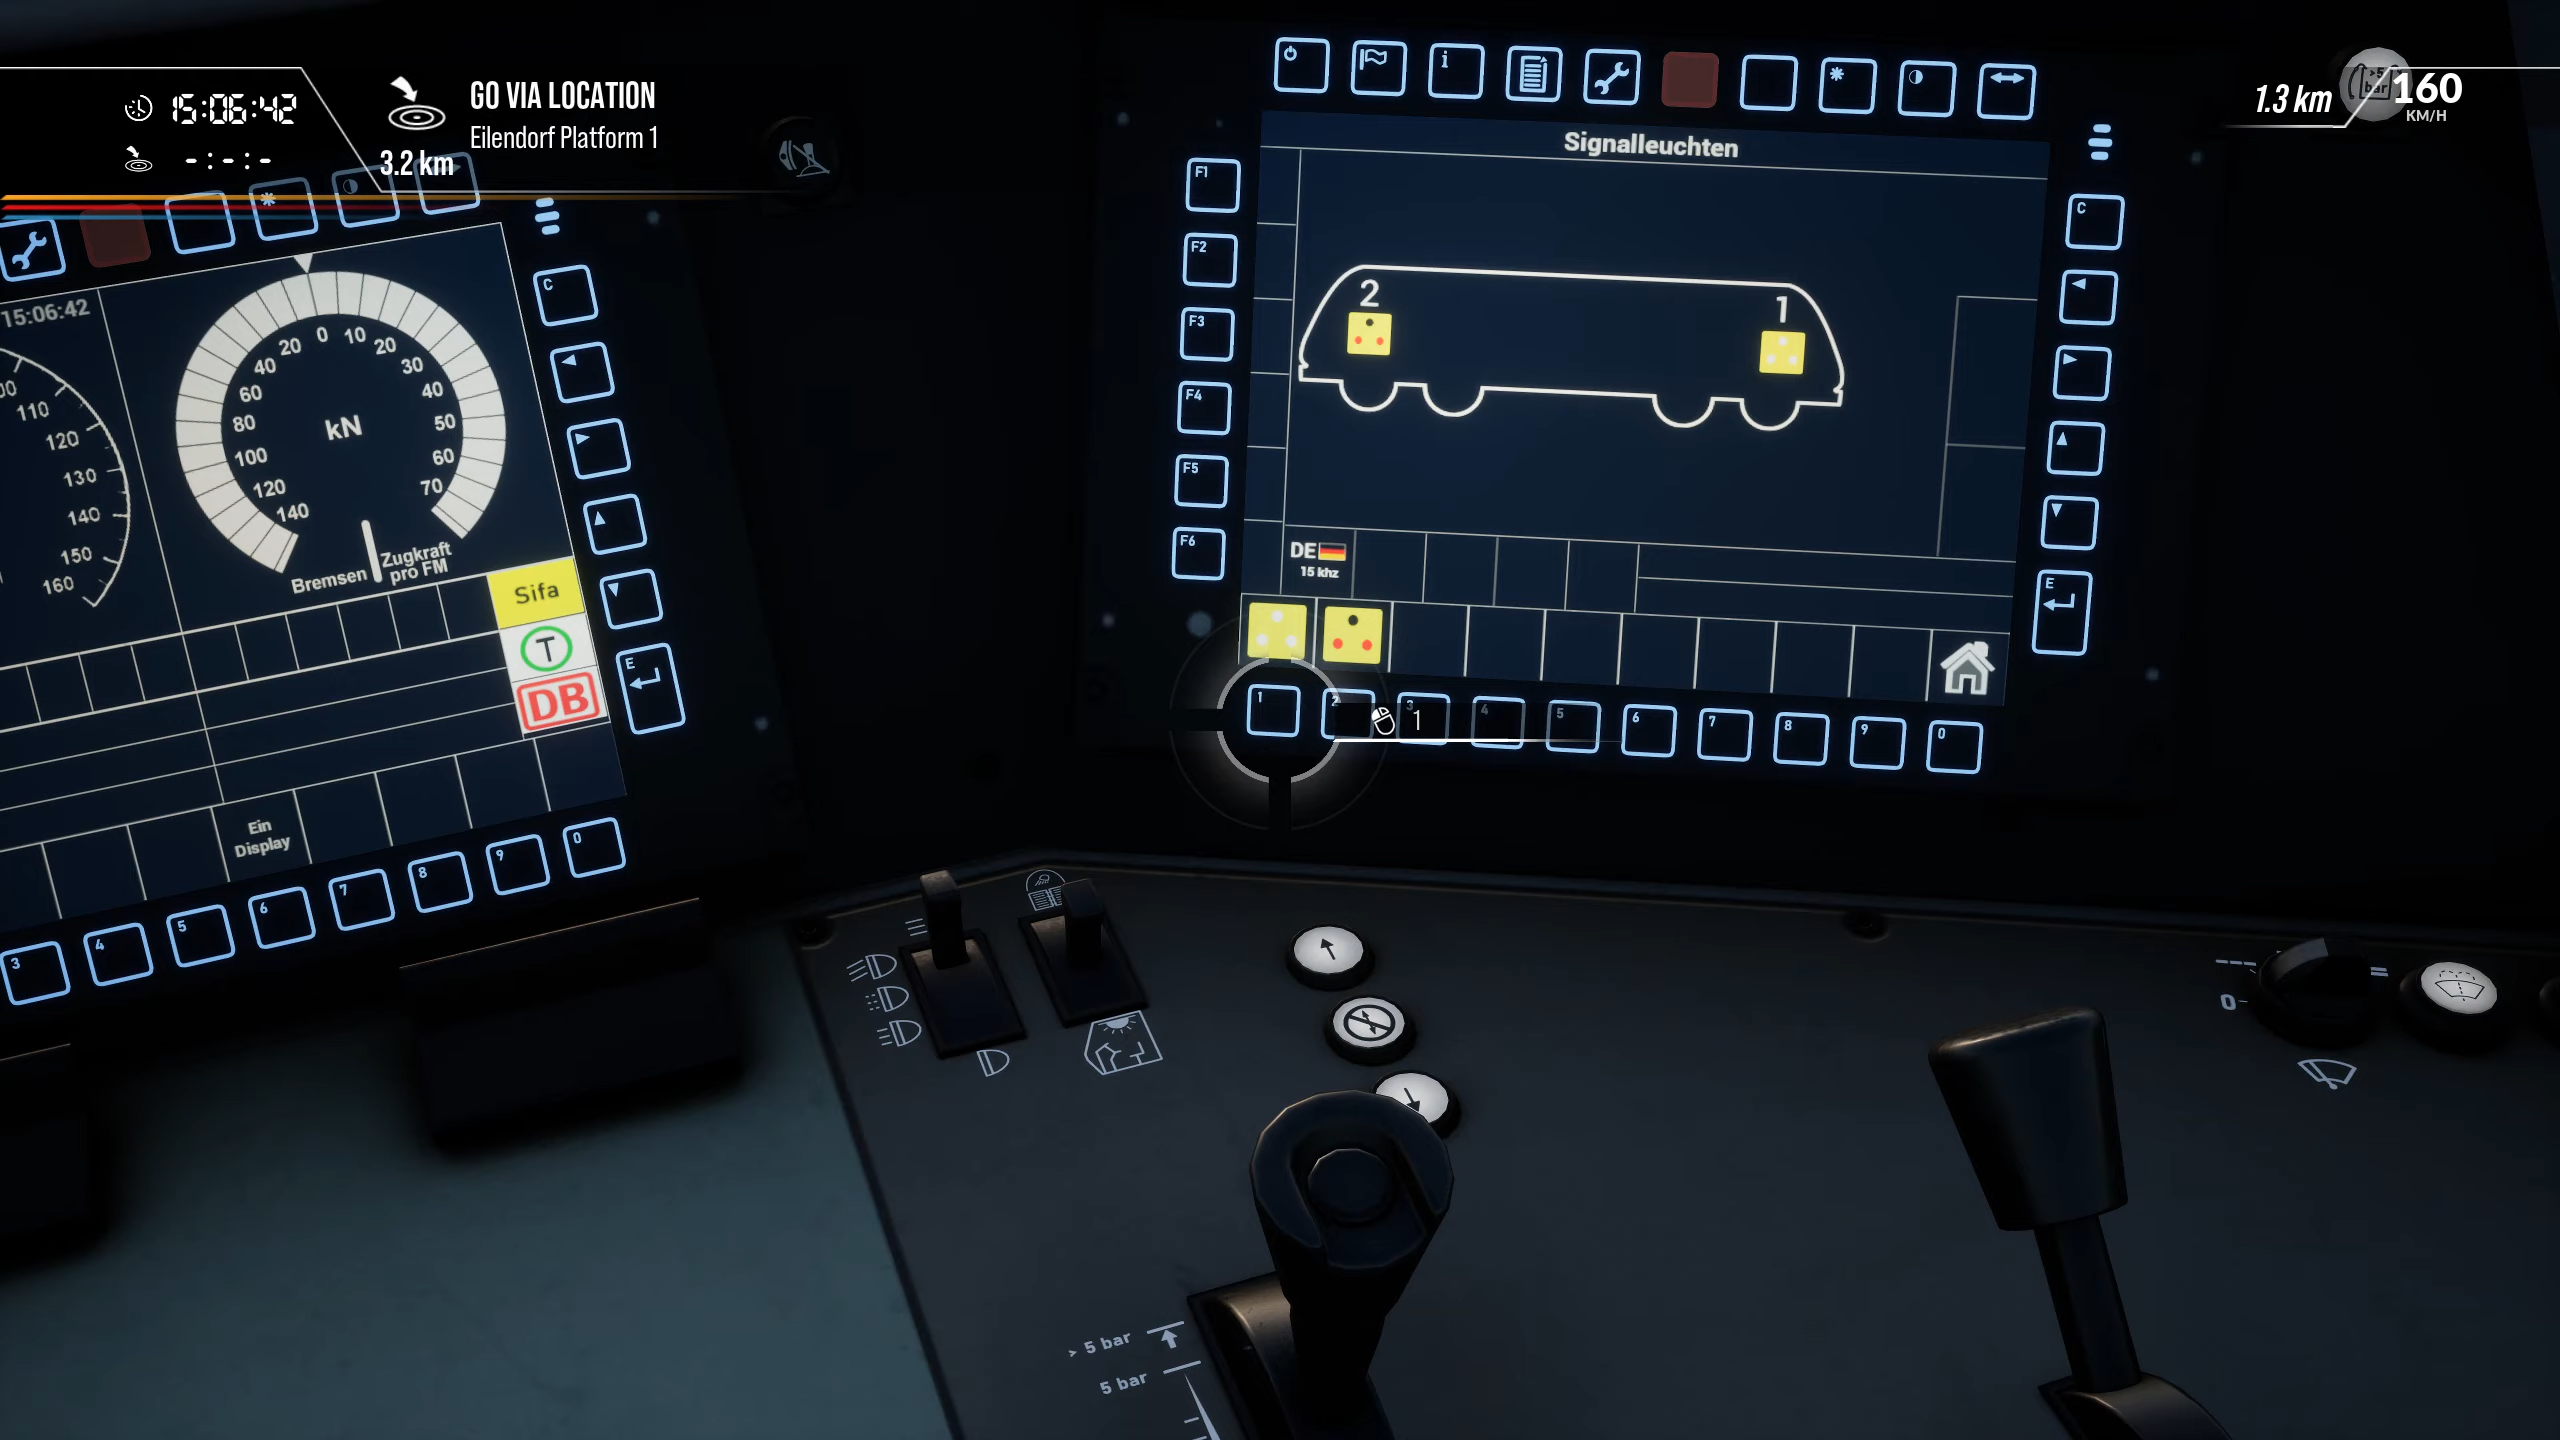 15:06:42
- : - : -
GO VIA LOCATION
Eilendorf Platform 1
3.2 km
1.3 km
160
KM/H
>5
bar
15:06:42
110
120
130
140
150
160
0
20
40
60
80
100
120
140
10
20
30
40
50
60
70
kN
Bremsen
Zugkraft
pro FM
Sifa
T
DB
Ein
Display
C
E
3
4
5
6
7
8
9
0
i
Signalleuchten
F1
F2
F3
F4
F5
F6
2
1
DE
15 khz
C
E
1
2
3
4
5
6
7
8
9
0
1
0
> 5 bar
5 bar